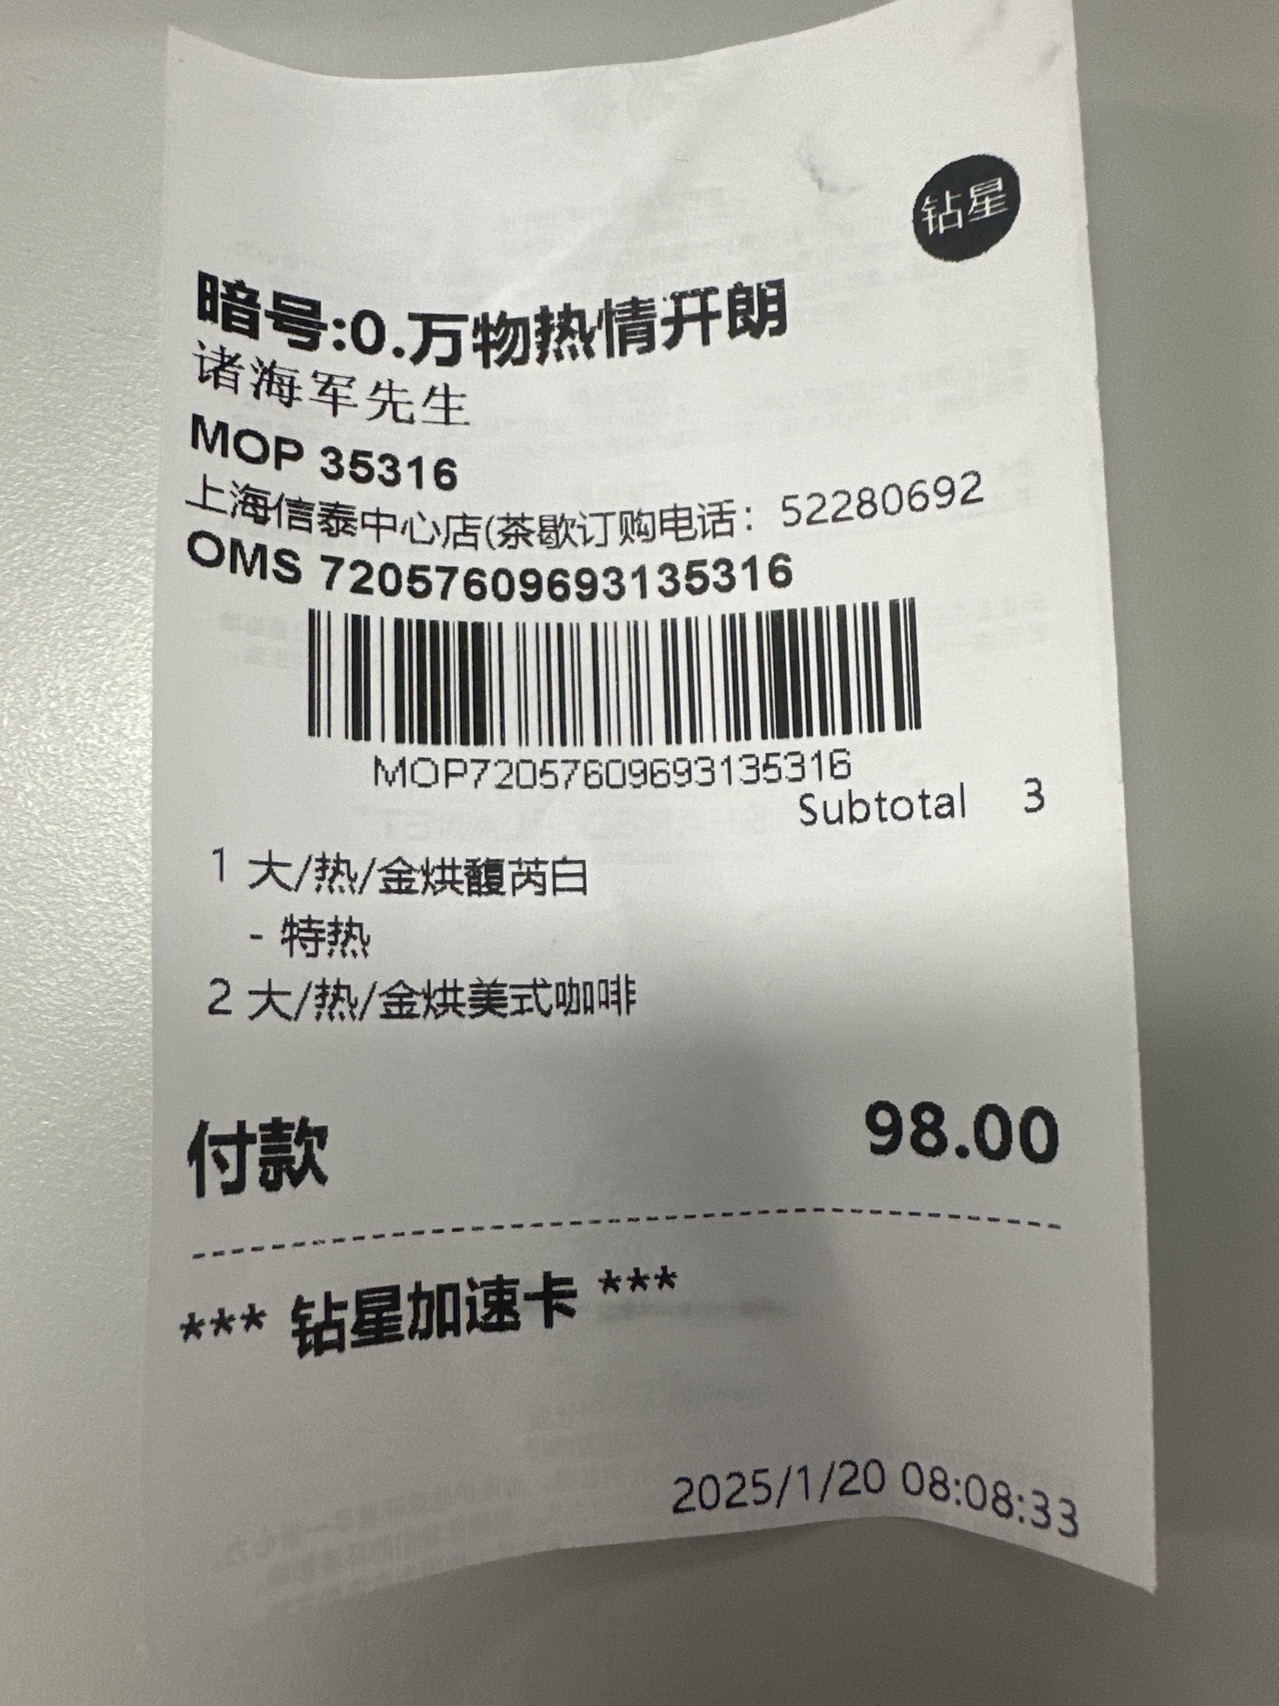 钻星
暗号:0.万物热情开朗
诸海军先生
MOP 35316
上海信泰中心店(茶歇订购电话：52280692
OMS 72057609693135316
MOP72057609693135316
Subtotal 3
1 大/热/金烘馥芮白
- 特热
2 大/热/金烘美式咖啡
付款 98.00
*** 钻星加速卡 ***
2025/1/20 08:08:33